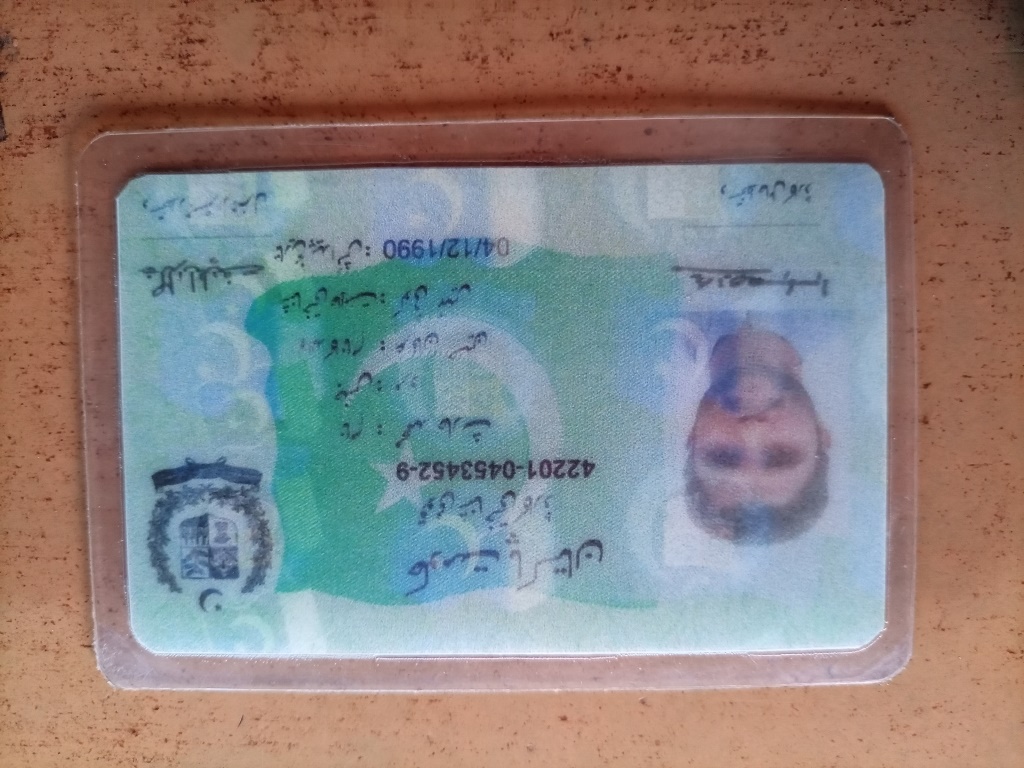 حکومت پاکستان
قومی شناختی کارڈ
42201-0453452-9
نام : محمد حارث
جنس: مرد
والد کا نام : عرفان حسین
شناختی علامت: کوئی نہیں
تاریخ پیدائش: 04/12/1990
دستخط حامل کارڈ
دستخط رجسٹرار جنرل